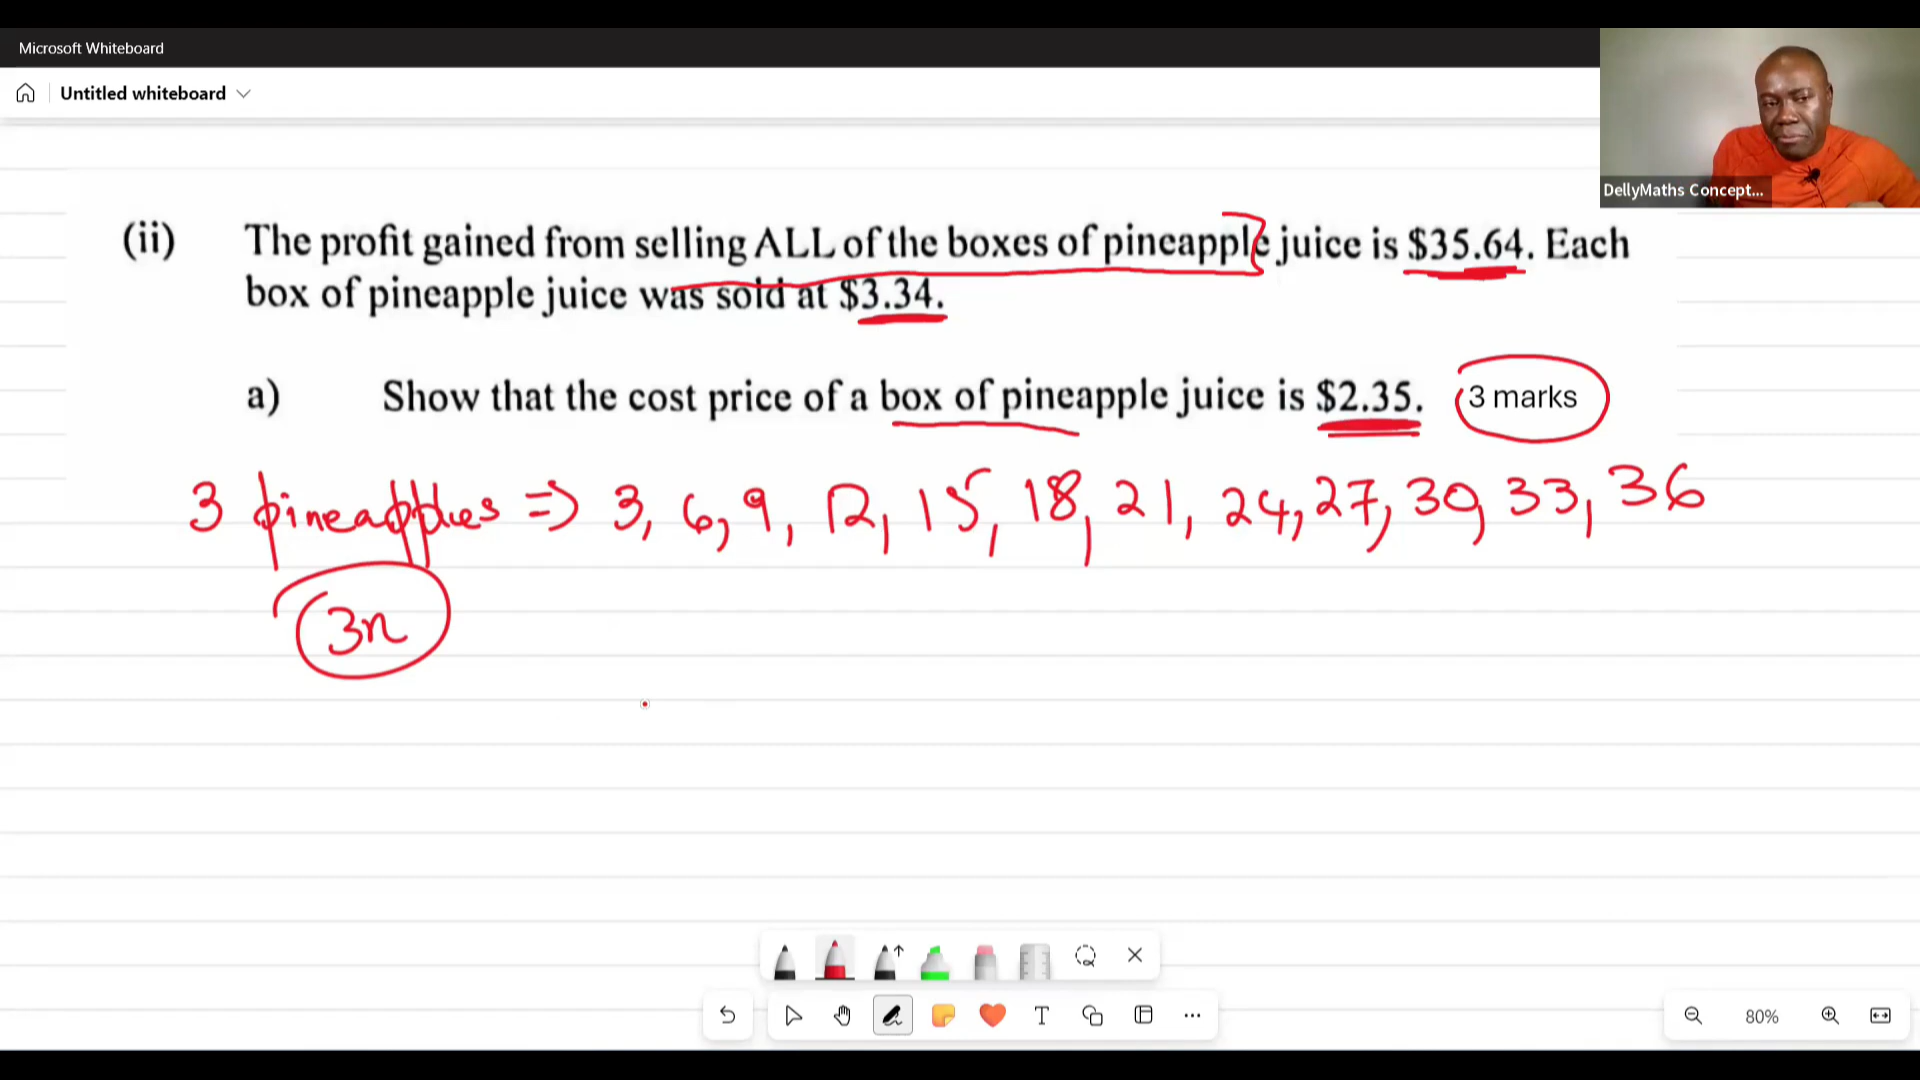 Microsoft Whiteboard
Untitled whiteboard
DellyMaths Concept...
(ii) The profit gained from selling ALL of the boxes of pineapple juice is $35.64. Each
box of pineapple juice was sold at $3.34.
a) Show that the cost price of a box of pineapple juice is $2.35. 3 marks
3 pineapples => 3, 6, 9, 12, 15, 18, 21, 24, 27, 30, 33, 36
3n
80%